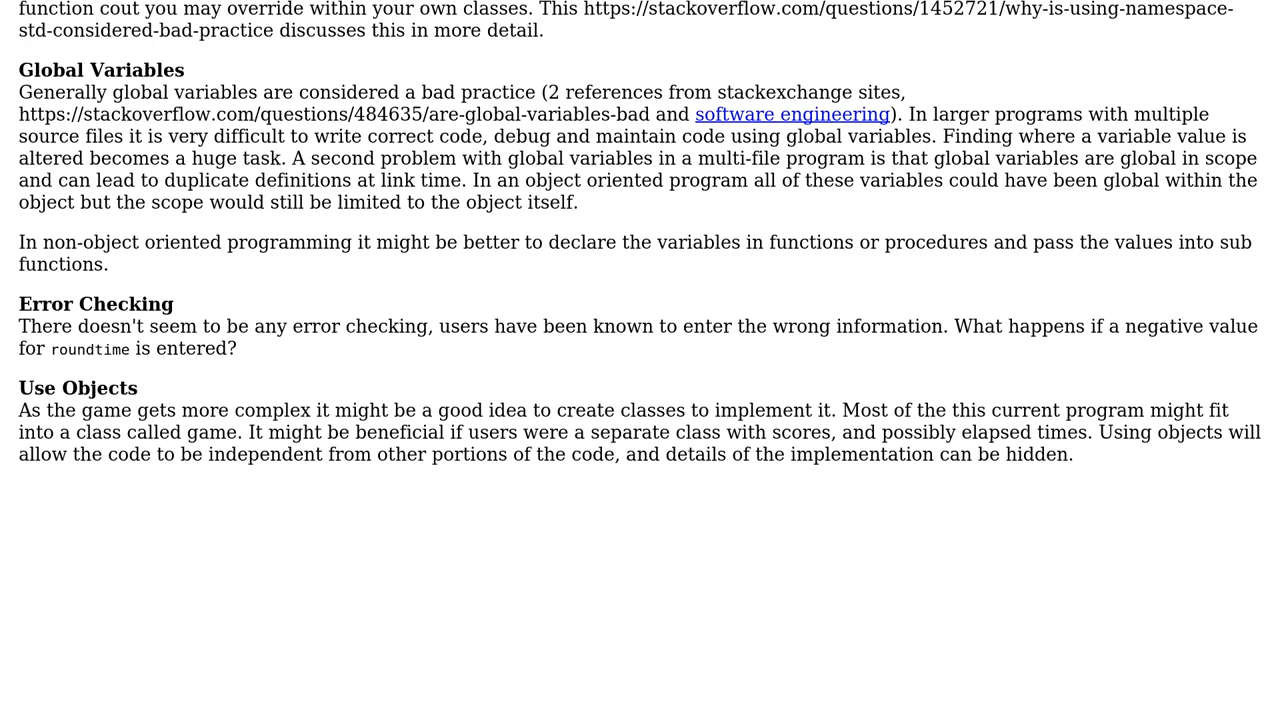 function cout you may override within your own classes. This https://stackoverflow.com/questions/1452721/why-is-using-namespace-
std-considered-bad-practice discusses this in more detail.
Global Variables
Generally global variables are considered a bad practice (2 references from stackexchange sites,
https://stackoverflow.com/questions/484635/are-global-variables-bad and software engineering). In larger programs with multiple
source files it is very difficult to write correct code, debug and maintain code using global variables. Finding where a variable value is
altered becomes a huge task. A second problem with global variables in a multi-file program is that global variables are global in scope
and can lead to duplicate definitions at link time. In an object oriented program all of these variables could have been global within the
object but the scope would still be limited to the object itself.
In non-object oriented programming it might be better to declare the variables in functions or procedures and pass the values into sub
functions.
Error Checking
There doesn't seem to be any error checking, users have been known to enter the wrong information. What happens if a negative value
for roundtime is entered?
Use Objects
As the game gets more complex it might be a good idea to create classes to implement it. Most of the this current program might fit
into a class called game. It might be beneficial if users were a separate class with scores, and possibly elapsed times. Using objects will
allow the code to be independent from other portions of the code, and details of the implementation can be hidden.